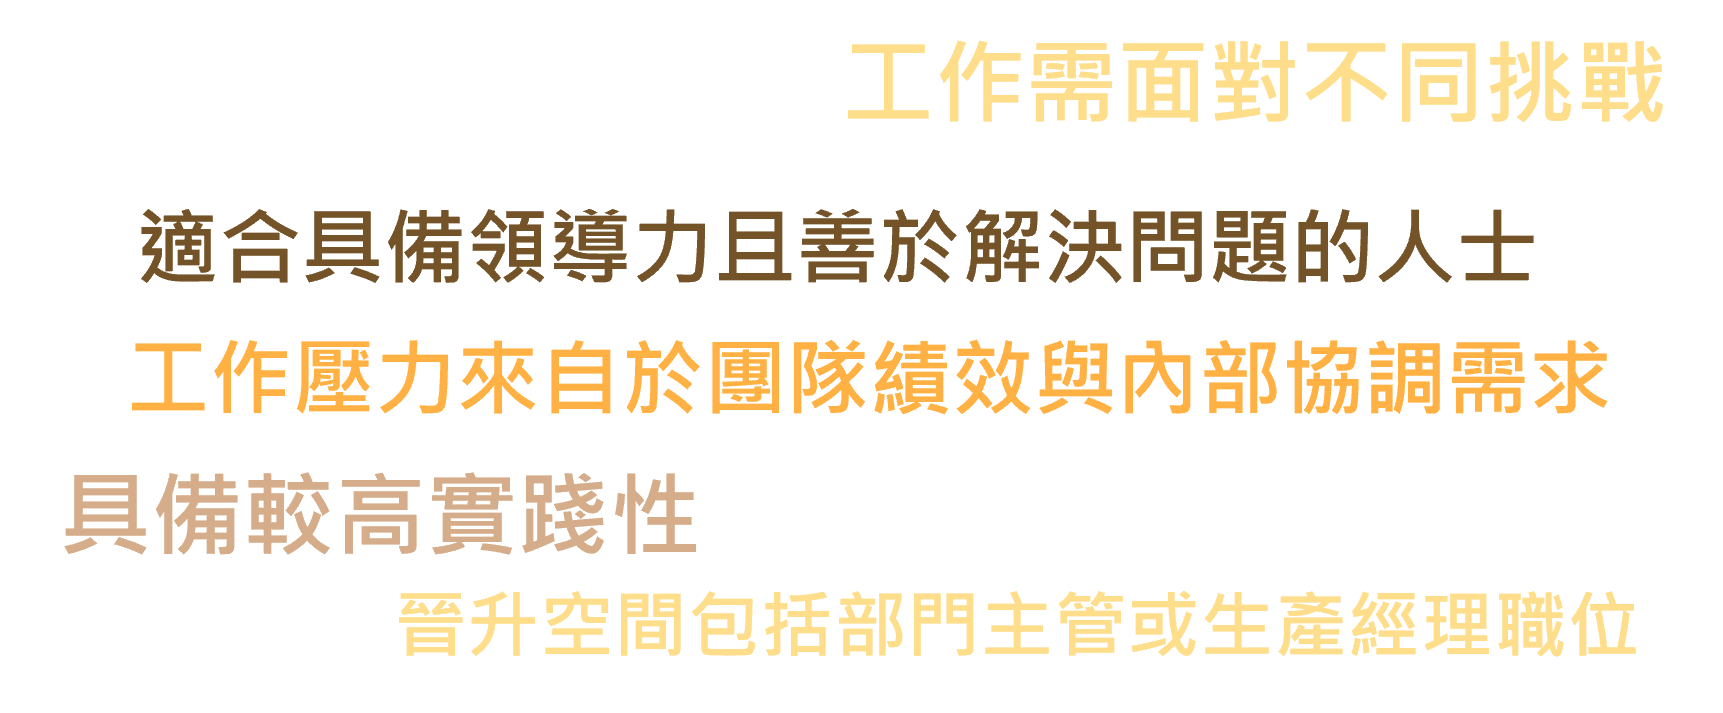 工作需面對不同挑戰
適合具備領導力且善於解決問題的人士
工作壓力來自於團隊績效與內部協調需求
具備較高實踐性
晉升空間包括部門主管或生產經理職位